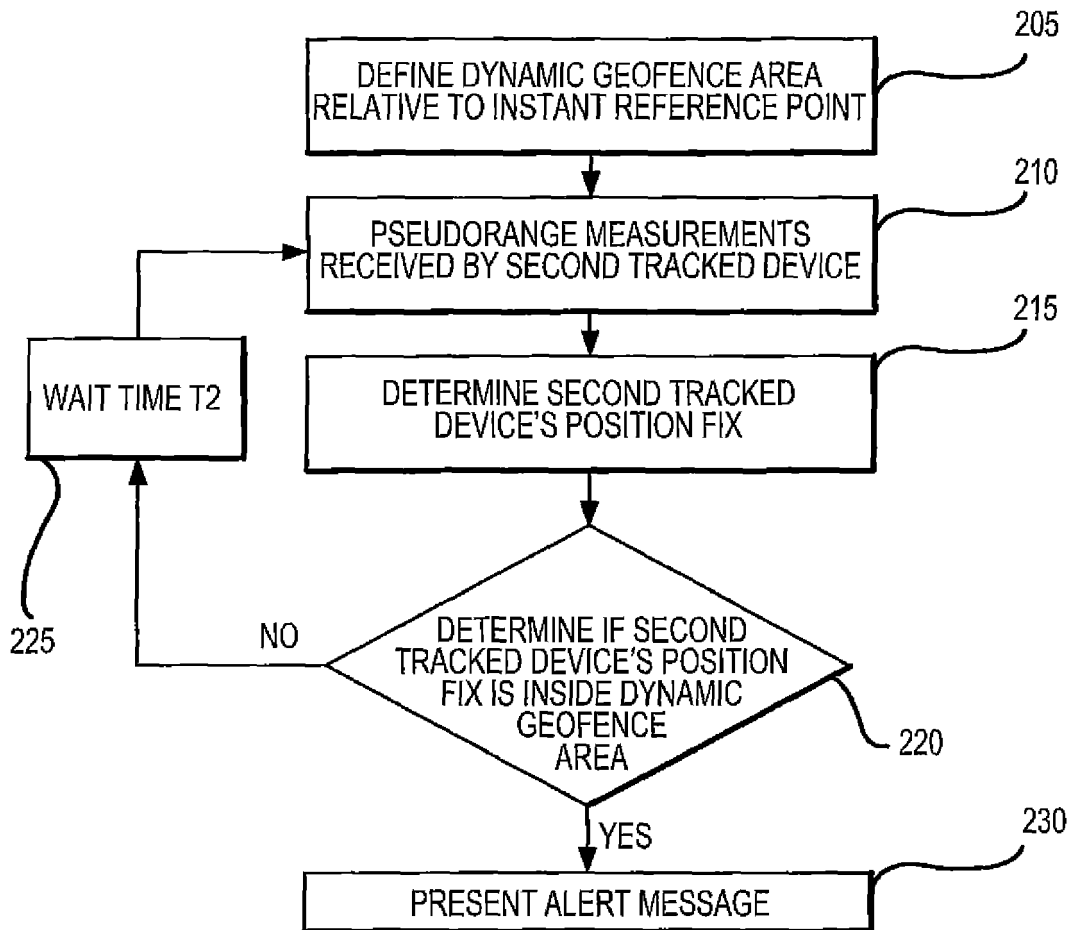 205
DEFINE DYNAMIC GEOFENCE AREA
RELATIVE TO INSTANT REFERENCE POINT
210
PSEUDORANGE MEASUREMENTS
RECEIVED BY SECOND TRACKED DEVICE
215
WAIT TIME T2
DETERMINE SECOND TRACKED
DEVICE'S POSITION FIX
225
NO
DETERMINE IF SECOND
TRACKED DEVICE'S POSITION
FIX IS INSIDE DYNAMIC
GEOFENCE
AREA
220
YES
230
PRESENT ALERT MESSAGE